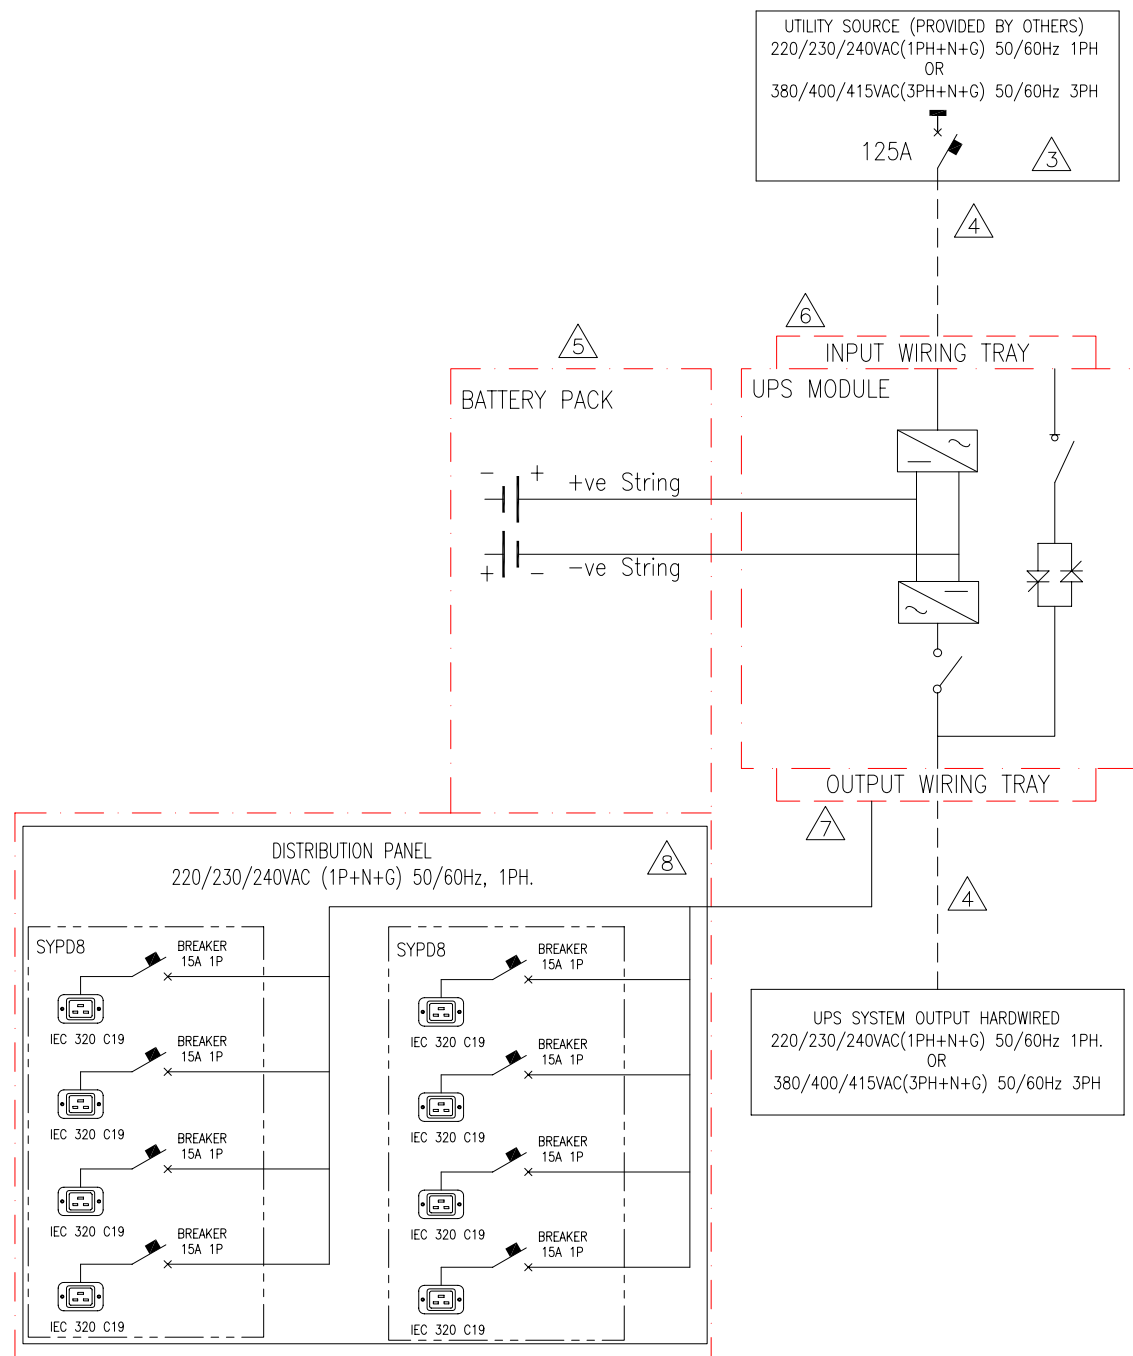 UTILITY SOURCE (PROVIDED BY OTHERS)
220/230/240VAC(1PH+N+G) 50/60Hz 1PH
OR
380/400/415VAC(3PH+N+G) 50/60Hz 3PH
125A
3
4
6
INPUT WIRING TRAY
5
BATTERY PACK
UPS MODULE
- +
+ve String
-ve String
+ -
OUTPUT WIRING TRAY
7
DISTRIBUTION PANEL
220/230/240VAC (1P+N+G) 50/60Hz, 1PH.
8
4
SYPD8
BREAKER
15A 1P
IEC 320 C19
BREAKER
15A 1P
IEC 320 C19
BREAKER
15A 1P
IEC 320 C19
BREAKER
15A 1P
IEC 320 C19
SYPD8
BREAKER
15A 1P
IEC 320 C19
BREAKER
15A 1P
IEC 320 C19
BREAKER
15A 1P
IEC 320 C19
BREAKER
15A 1P
IEC 320 C19
UPS SYSTEM OUTPUT HARDWIRED
220/230/240VAC(1PH+N+G) 50/60Hz 1PH.
OR
380/400/415VAC(3PH+N+G) 50/60Hz 3PH